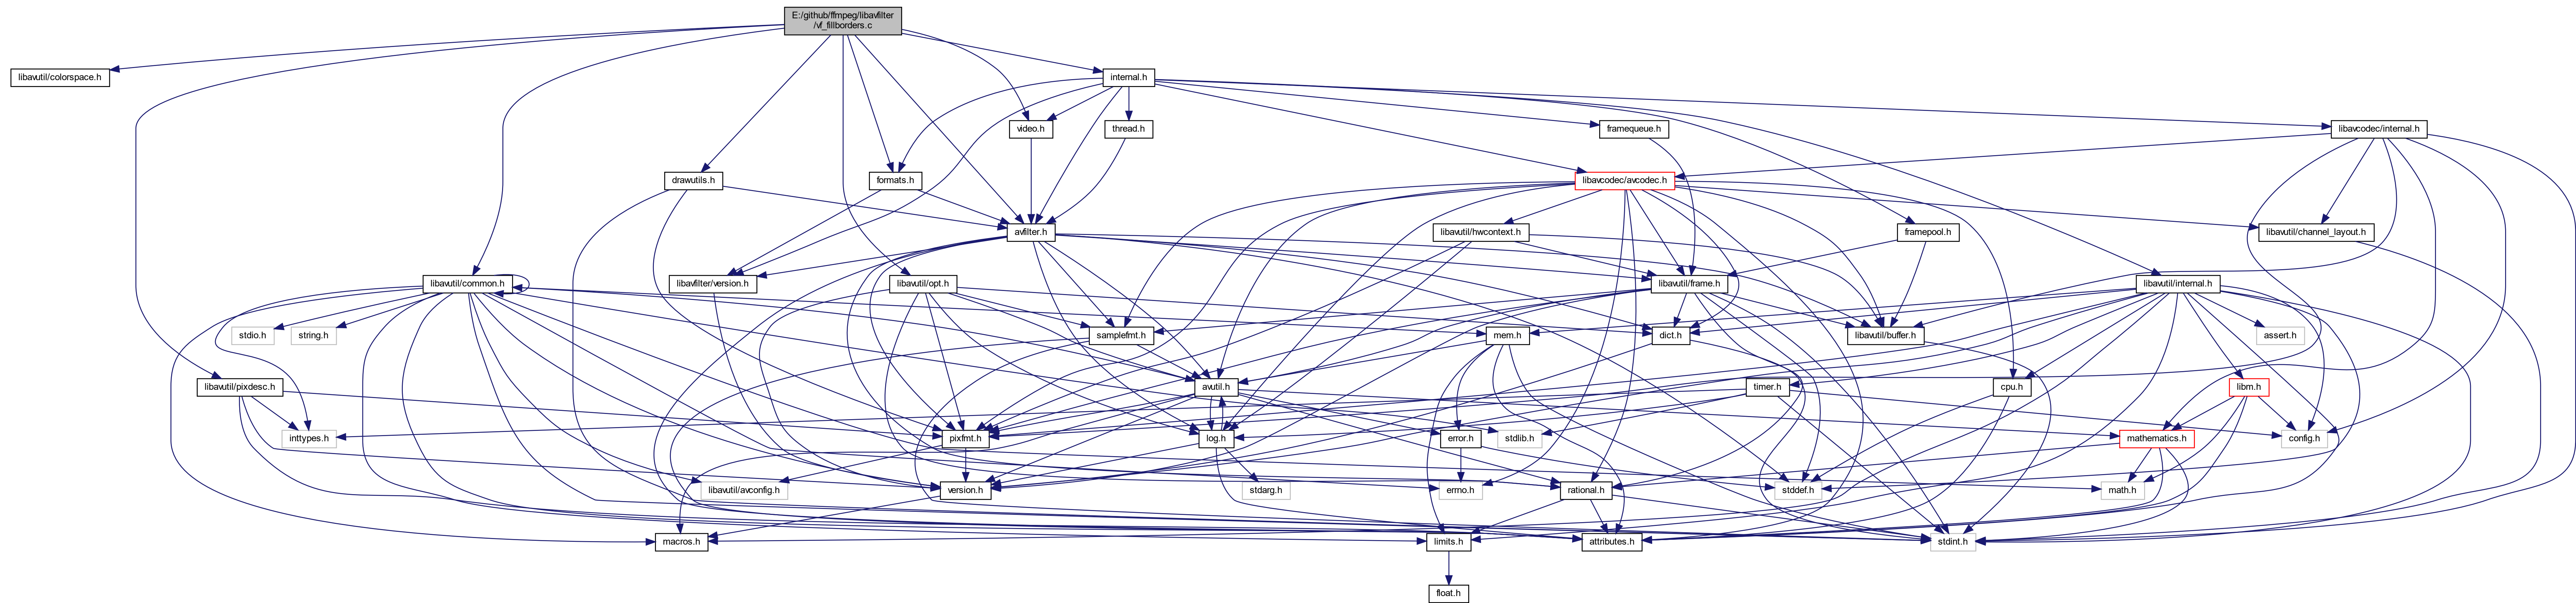 E:/github/ffmpeg/libavfilter
/vf_fillborders.c
libavutil/colorspace.h
internal.h
video.h
thread.h
framequeue.h
libavcodec/internal.h
drawutils.h
formats.h
libavcodec/avcodec.h
avfilter.h
libavutil/hwcontext.h
framepool.h
libavutil/channel_layout.h
libavutil/common.h
libavfilter/version.h
libavutil/opt.h
libavutil/frame.h
libavutil/internal.h
stdio.h
string.h
samplefmt.h
mem.h
dict.h
libavutil/buffer.h
assert.h
libavutil/pixdesc.h
avutil.h
timer.h
cpu.h
libm.h
inttypes.h
pixfmt.h
log.h
error.h
stdlib.h
mathematics.h
config.h
libavutil/avconfig.h
version.h
stdarg.h
errno.h
rational.h
stddef.h
math.h
macros.h
limits.h
attributes.h
stdint.h
float.h